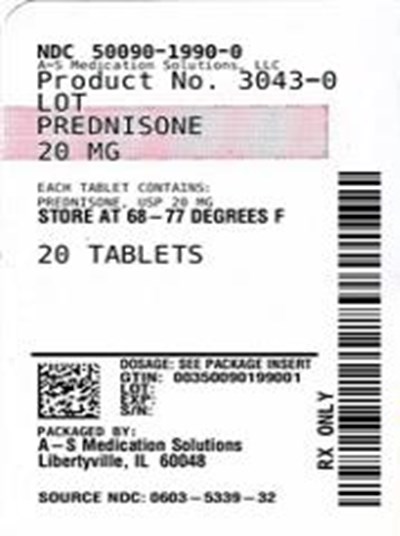 NDC 50090-1990-0
A-S Medication Solutions, LLC
Product No. 3043-0
LOT
PREDNISONE
20 MG
EACH TABLET CONTAINS:
PREDNISONE, USP 20 MG
STORE AT 68-77 DEGREES F
20 TABLETS
DOSAGE: SEE PACKAGE INSERT
GTIN: 00350090199001
LOT:
EXP:
S/N:
PACKAGED BY:
A-S Medication Solutions
Libertyville, IL 60048
SOURCE NDC: 0603-5339-32
RX ONLY